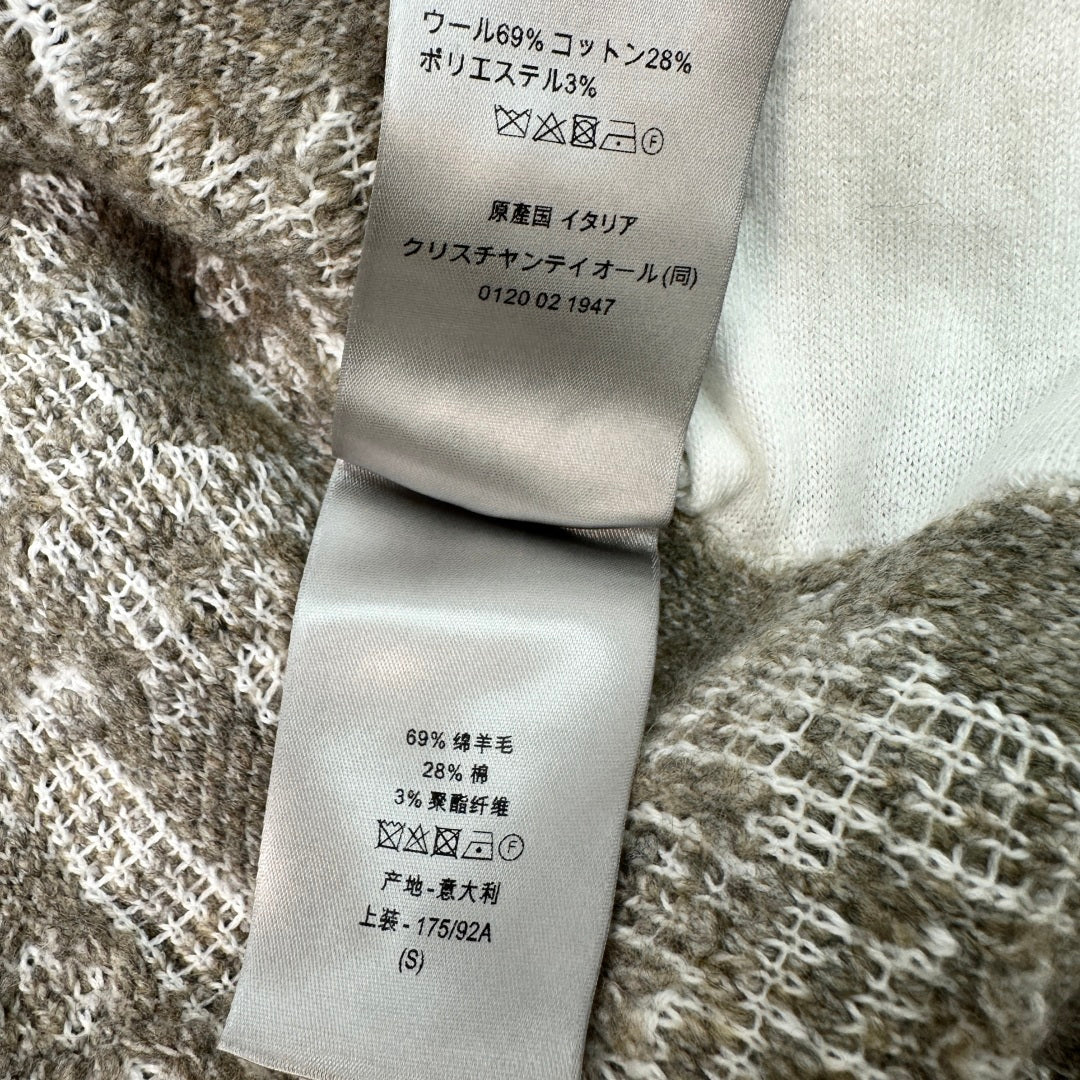 ウール69% コットン28%
ポリエステル3%
F
原産国 イタリア
クリスチャンディオール(同)
0120 02 1947
69% 绵羊毛
28% 棉
3% 聚酯纤维
F
产地-意大利
上装-175/92A
(S)